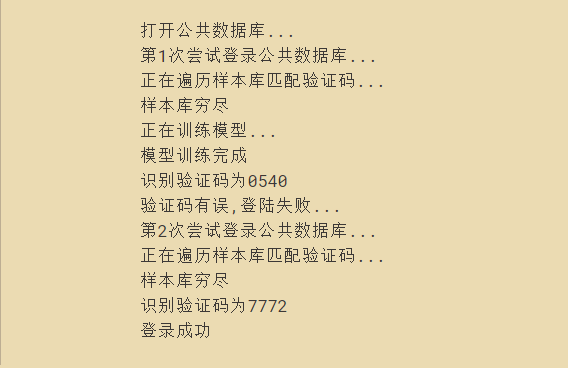 打开公共数据库...
第1次尝试登录公共数据库...
正在遍历样本库匹配验证码...
样本库穷尽
正在训练模型...
模型训练完成
识别验证码为0540
验证码有误,登陆失败...
第2次尝试登录公共数据库...
正在遍历样本库匹配验证码...
样本库穷尽
识别验证码为7772
登录成功